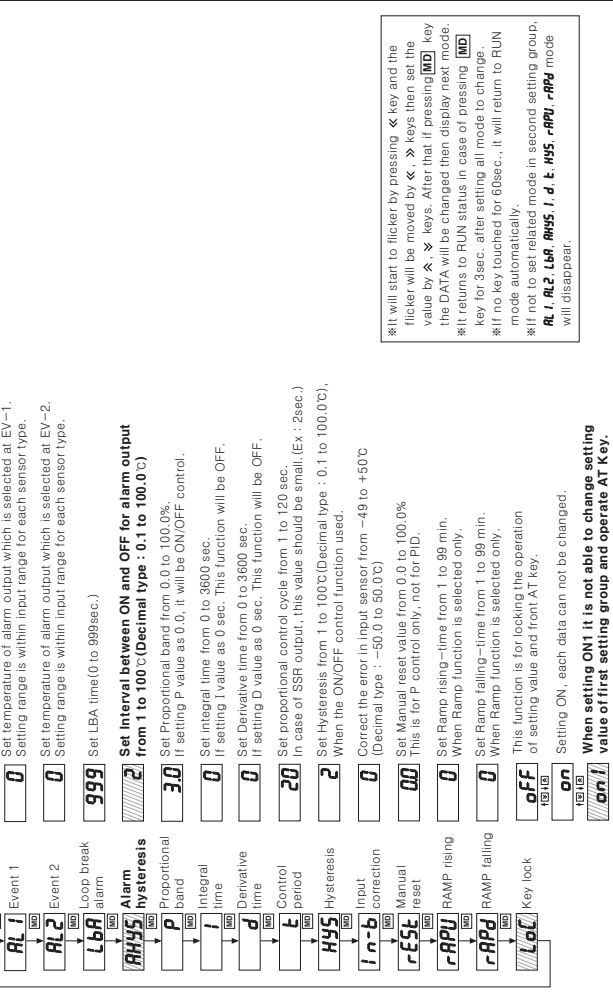 AL1 Event 1
0
Set temperature of alarm output which is selected at EV-1.
Setting range is within input range for each sensor type.
MD
AL2 Event 2
0
Set temperature of alarm output which is selected at EV-2.
Setting range is within input range for each sensor type.
MD
LbA Loop break
alarm
999
Set LBA time(0 to 999sec.)
MD
AHYS Alarm
hysteresis
2
Set Interval between ON and OFF for alarm output
from 1 to 100℃(Decimal type : 0.1 to 100.0℃)
MD
P Proportional
band
3.0
Set Proportional band from 0.0 to 100.0%.
If setting P value as 0.0, it will be ON/OFF control.
MD
I Integral
time
0
Set integral time from 0 to 3600 sec.
If setting I value as 0 sec. This function will be OFF.
MD
d Derivative
time
0
Set Derivative time from 0 to 3600 sec.
If setting D value as 0 sec. This function will be OFF.
MD
t Control
period
20
Set proportional control cycle from 1 to 120 sec.
In case of SSR output, this value should be small.(Ex : 2sec.)
MD
HYS Hysteresis
2
Set Hysteresis from 1 to 100℃(Decimal type : 0.1 to 100.0℃),
When the ON/OFF control function used.
MD
In-b Input
correction
0
Correct the error in input sensor from -49 to +50℃
(Decimal type : -50.0 to 50.0℃)
MD
rESt Manual
reset
0.0
Set Manual reset value from 0.0 to 100.0%
This is for P control only, not for PID.
MD
rAPU RAMP rising
0
Set Ramp rising-time from 1 to 99 min.
When Ramp function is selected only.
MD
rAPd RAMP falling
0
Set Ramp falling-time from 1 to 99 min.
When Ramp function is selected only.
MD
LoC Key lock
oFF
This function is for locking the operation
of setting value and front AT key.
on
Setting ON, each data can not be changed.
on1
When setting ON1 it is not able to change setting
value of first setting group and operate AT Key.
※It will start to flicker by pressing « key and the
flicker will be moved by «, » keys then set the
value by ︽, ︾ keys. After that if pressing MD key
the DATA will be changed then display next mode.
※It returns to RUN status in case of pressing MD
key for 3sec. after setting all mode to change.
※If no key touched for 60sec., it will return to RUN
mode automatically.
※If not to set related mode in second setting group,
AL1, AL2, LbA, AHYS, I, d, t, HYS, rAPU, rAPd mode
will disappear.